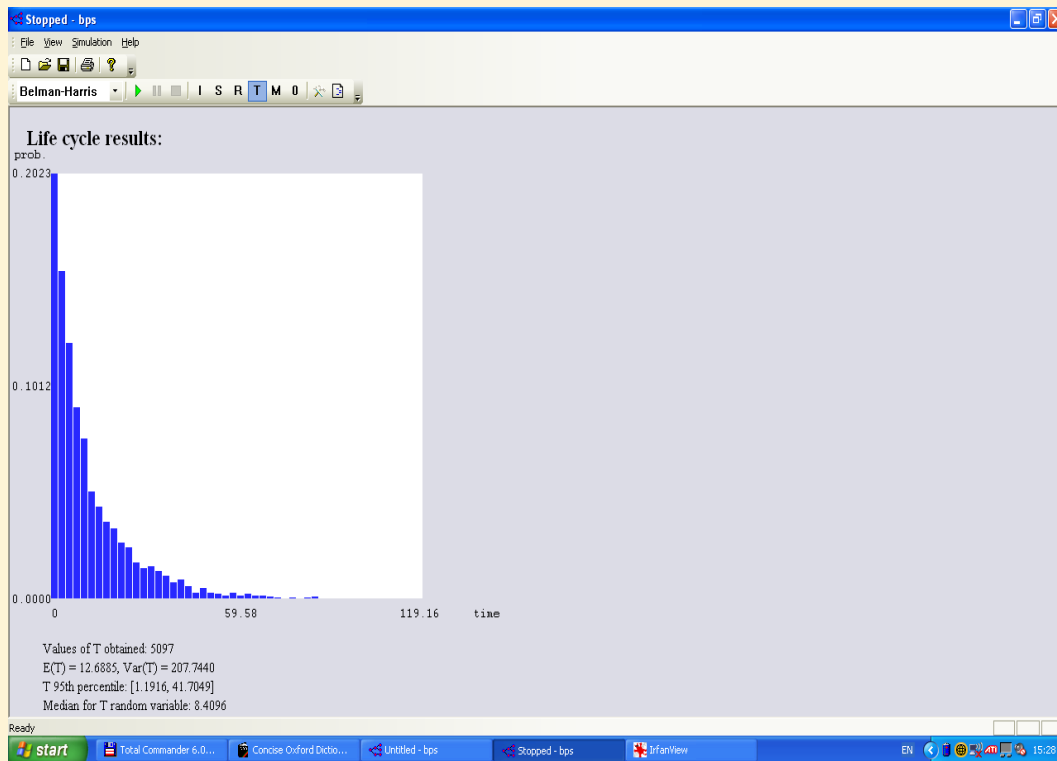 Stopped - bps
File View Simulation Help
Belman-Harris I S R T M 0
Life cycle results:
prob.
0.2023
0.1012
0.0000
0 59.58 119.16 time
Values of T obtained: 5097
E(T) = 12.6885, Var(T) = 207.7440
T 95th percentile: [1.1916, 41.7049]
Median for T random variable: 8.4096
Ready
start Total Commander 6.0... Concise Oxford Dictio... Untitled - bps Stopped - bps IrfanView EN 15:28